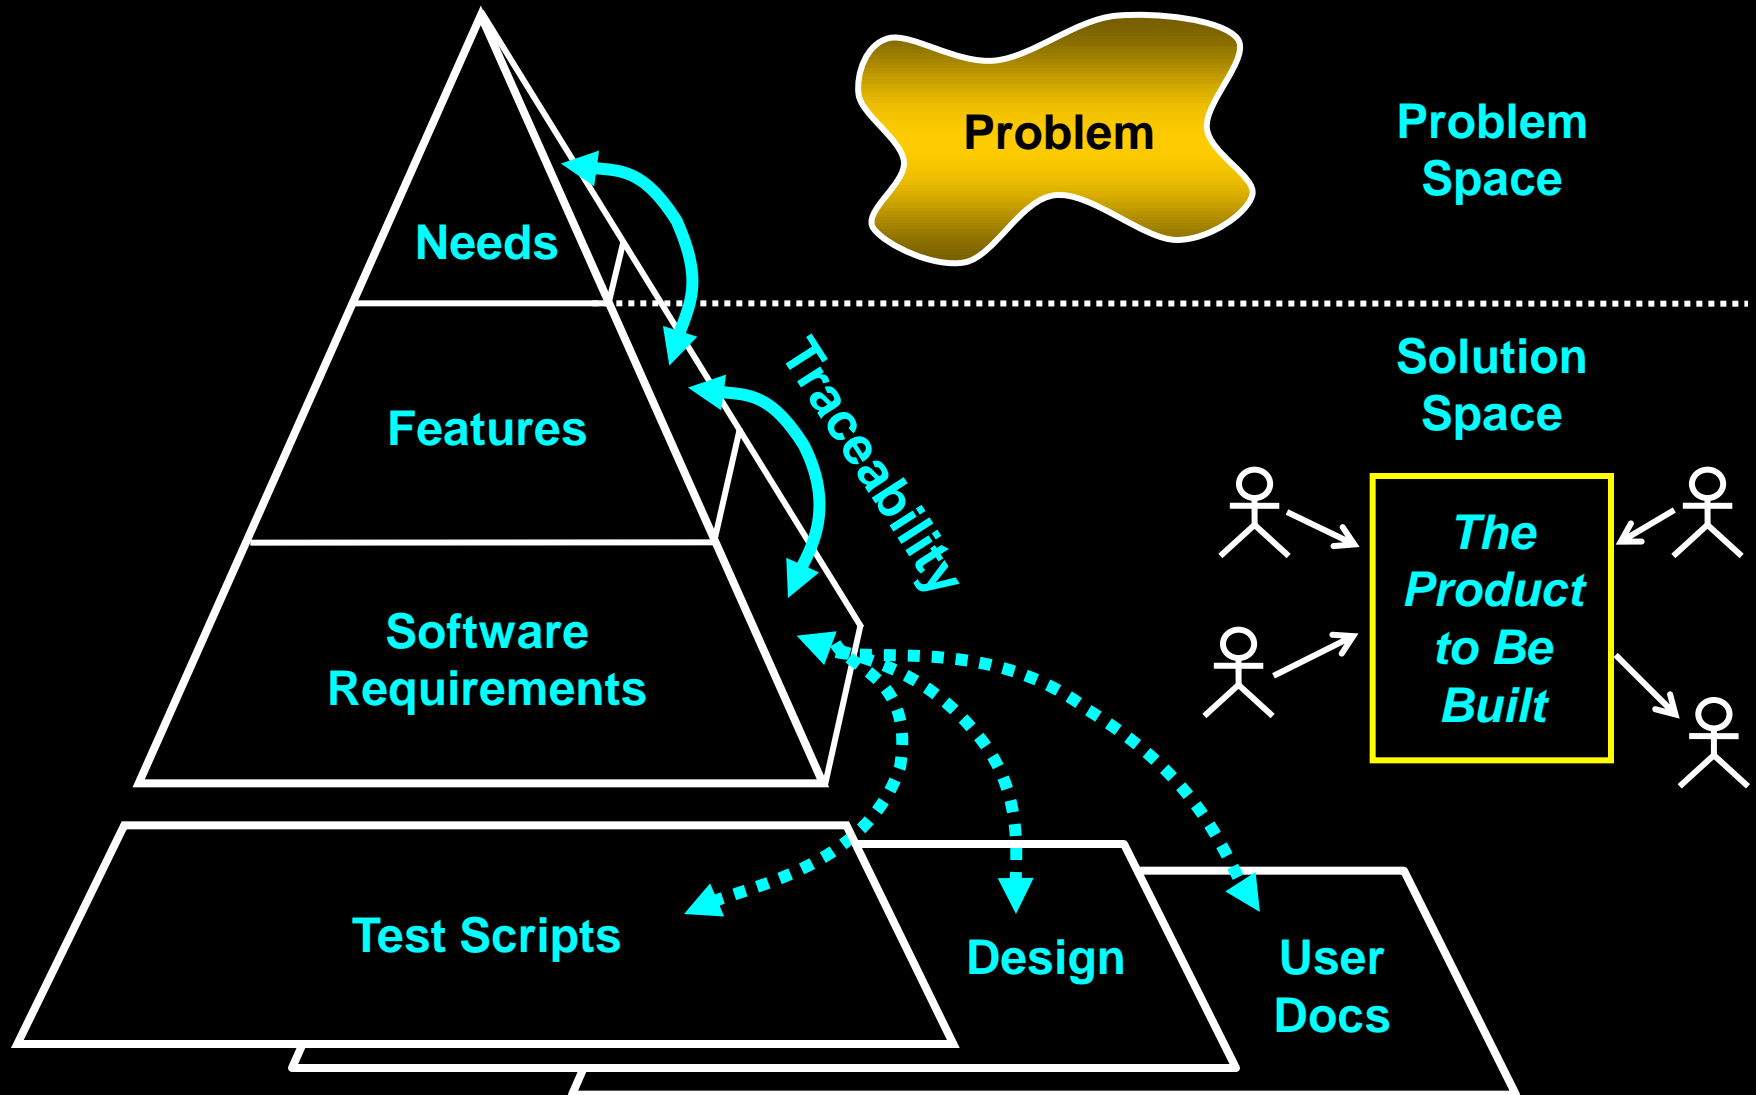 Problem
Problem
Space
Needs
Traceability
Solution
Space
Features
The
Product
to Be
Built
Software
Requirements
Test Scripts
Design
User
Docs